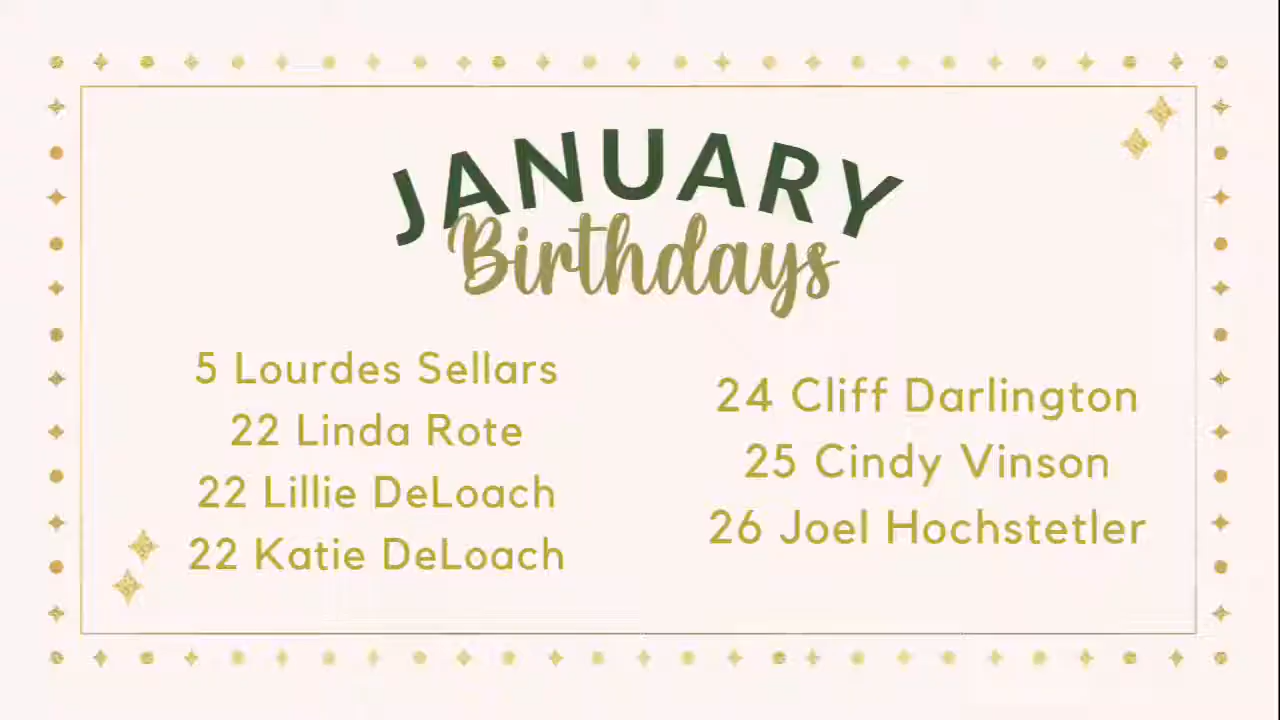 JANUARY
Birthdays
5 Lourdes Sellars
22 Linda Rote
22 Lillie DeLoach
22 Katie DeLoach
24 Cliff Darlington
25 Cindy Vinson
26 Joel Hochstetler